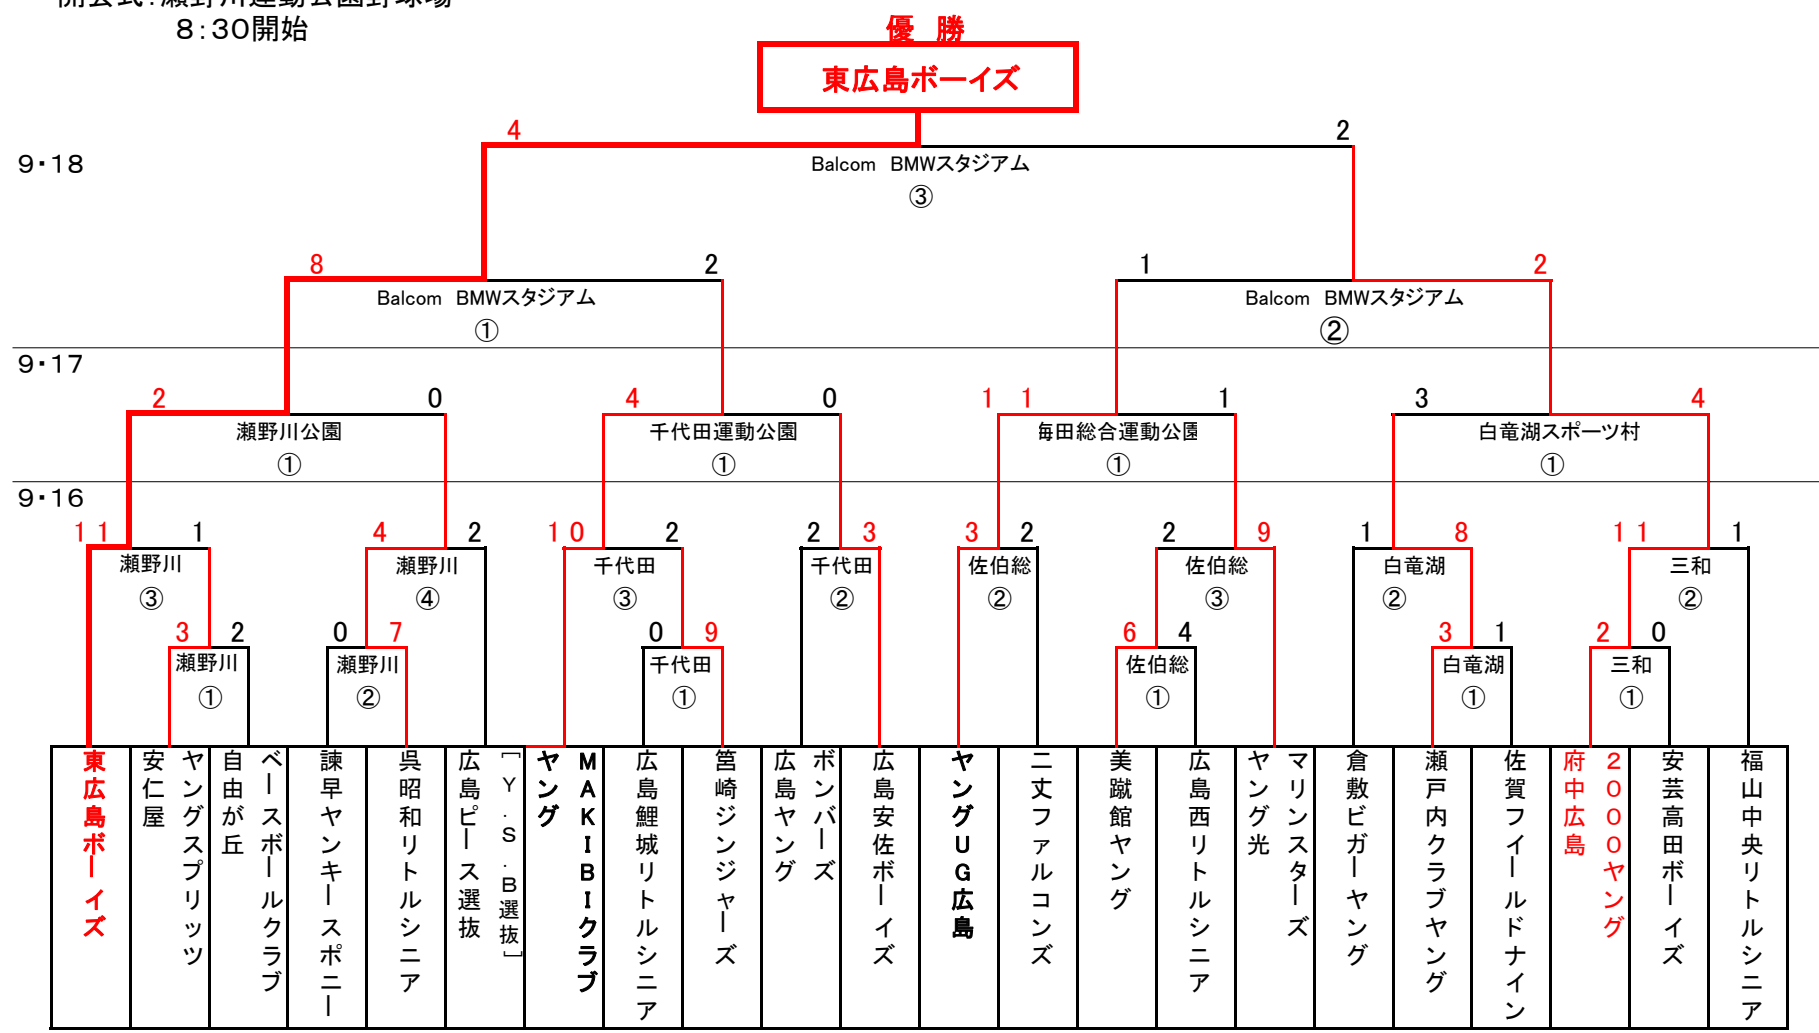 開会式：瀬野川運動公園野球場
8：30開始
優 勝
東広島ボーイズ
4 2
9・18
Balcom BMWスタジアム
③
8 2 1 2
Balcom BMWスタジアム Balcom BMWスタジアム
① ②
9・17
2 0 4 0 11 1 3 4
瀬野川公園 千代田運動公園 毎田総合運動公園 白竜湖スポーツ村
① ① ① ①
9・16
11 1 4 2 10 2 2 3 3 2 2 9 1 8 11 1
瀬野川 瀬野川 千代田 千代田 佐伯総 佐伯総 白竜湖 三和
③ ④ ③ ② ② ③ ② ②
3 2 0 7 0 9 6 4 3 1 2 0
瀬野川 瀬野川 千代田 佐伯総 白竜湖 三和
① ② ① ① ① ①
東広島ボーイズ
安仁屋
ヤングスプリッツ
自由が丘
ベースボールクラブ
諫早ヤンキースポニー
呉昭和リトルシニア
広島ピース選抜
［Y．S．B選抜］
ヤング
MAKIBIクラブ
広島鯉城リトルシニア
筥崎ジンジャーズ
広島ヤング
ボンバーズ
広島安佐ボーイズ
ヤングUG広島
二丈ファルコンズ
美蹴館ヤング
広島西リトルシニア
ヤング光
マリンスターズ
倉敷ビガーヤング
瀬戸内クラブヤング
佐賀フィールドナイン
府中広島
2000ヤング
安芸高田ボーイズ
福山中央リトルシニア